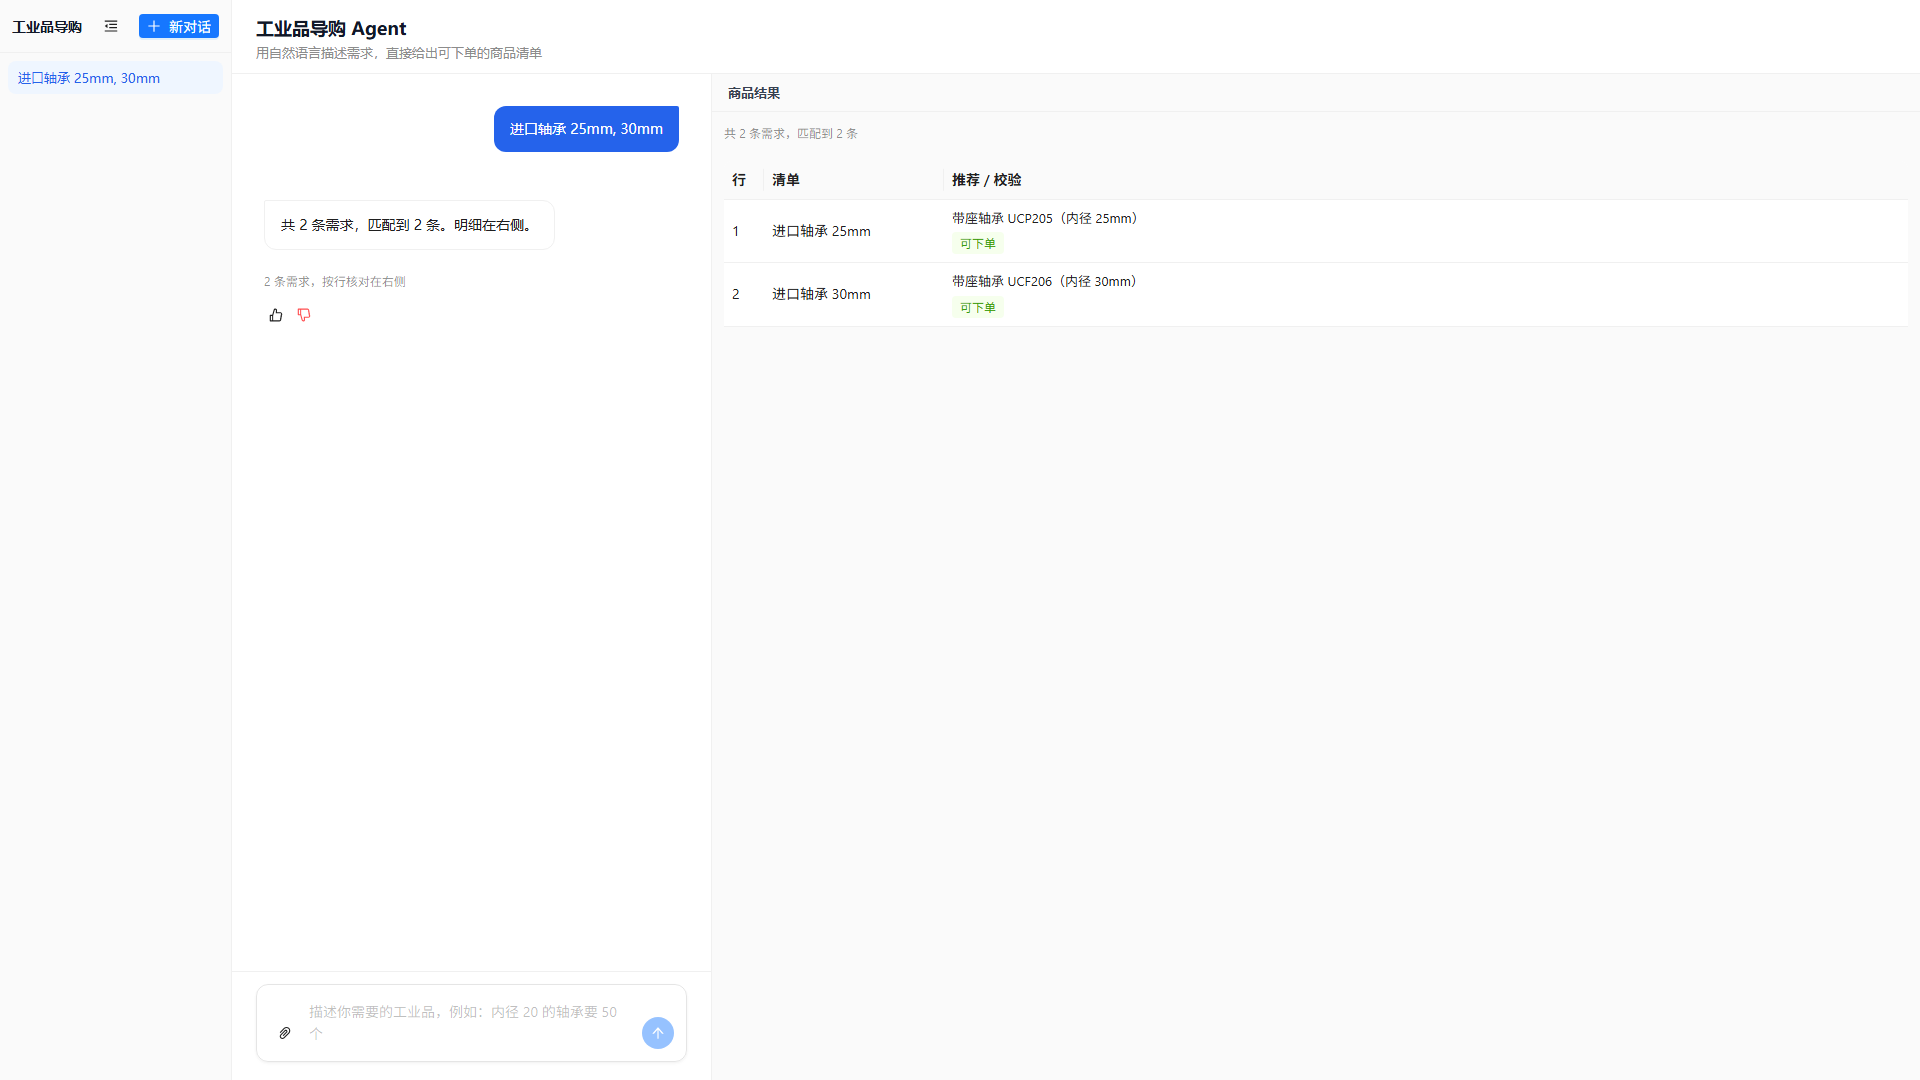 工业品导购
新对话
进口轴承 25mm, 30mm
工业品导购 Agent
用自然语言描述需求，直接给出可下单的商品清单
进口轴承 25mm, 30mm
共 2 条需求，匹配到 2 条。明细在右侧。
2 条需求，按行核对在右侧
描述你需要的工业品，例如：内径 20 的轴承要 50
个
商品结果
共 2 条需求，匹配到 2 条
行 清单 推荐 / 校验
1 进口轴承 25mm 带座轴承 UCP205（内径 25mm）
可下单
2 进口轴承 30mm 带座轴承 UCF206（内径 30mm）
可下单